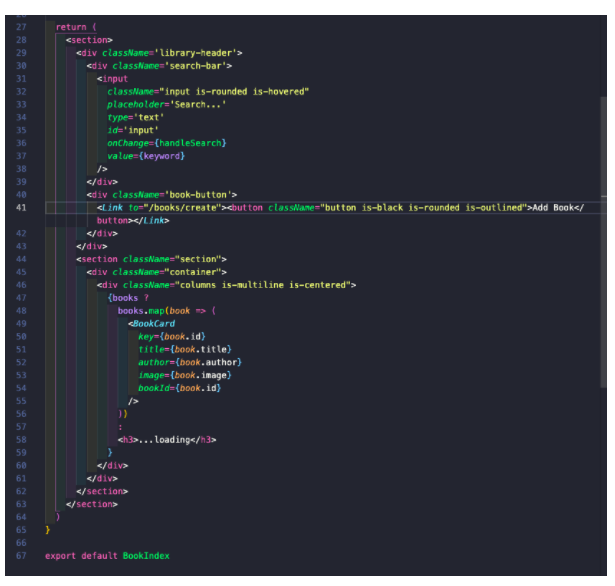 27 return (
28 <section>
29 <div className='library-header'>
30 <div className='search-bar'>
31 <input
32 className="input is-rounded is-hovered"
33 placeholder='Search...'
34 type='text'
35 id='input'
36 onChange={handleSearch}
37 value={keyword}
38 />
39 </div>
40 <div className='book-button'>
41 <Link to="/books/create"><button className="button is-black is-rounded is-outlined">Add Book</
button></Link>
42 </div>
43 </div>
44 <section className="section">
45 <div className="container">
46 <div className="columns is-multiline is-centered">
47 {books ?
48 books.map(book => (
49 <BookCard
50 key={book.id}
51 title={book.title}
52 author={book.author}
53 image={book.image}
54 bookId={book.id}
55 />
56 ))
57 :
58 <h3>...loading</h3>
59 }
60 </div>
61 </div>
62 </section>
63 </section>
64 )
65 }
66
67 export default BookIndex